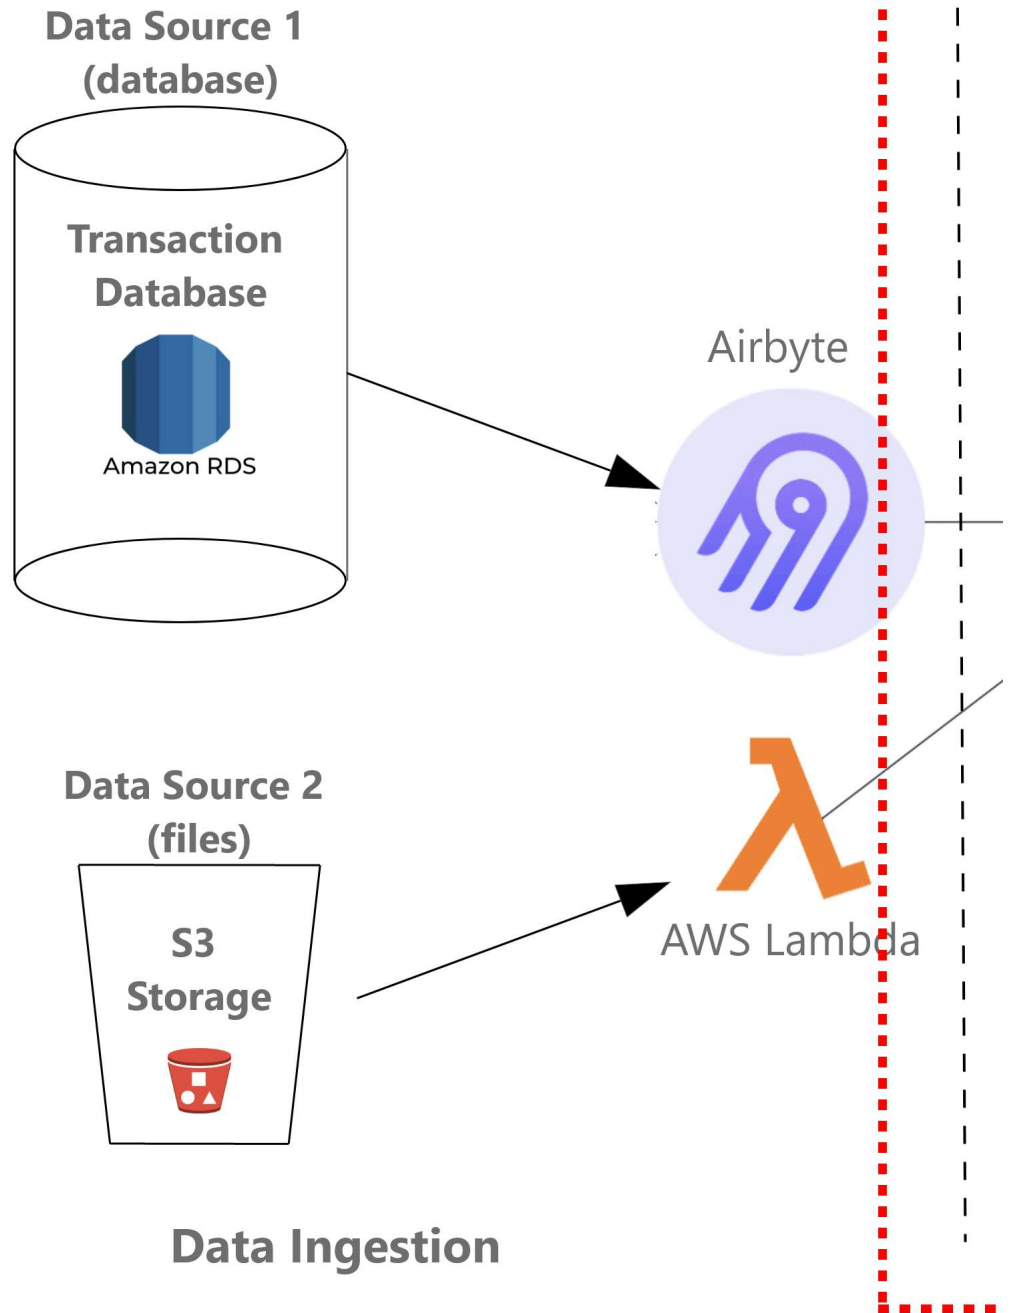 Data Source 1
(database)
Transaction
Database
Amazon RDS
Airbyte
Data Source 2
(files)
S3
Storage
AWS Lambda
Data Ingestion